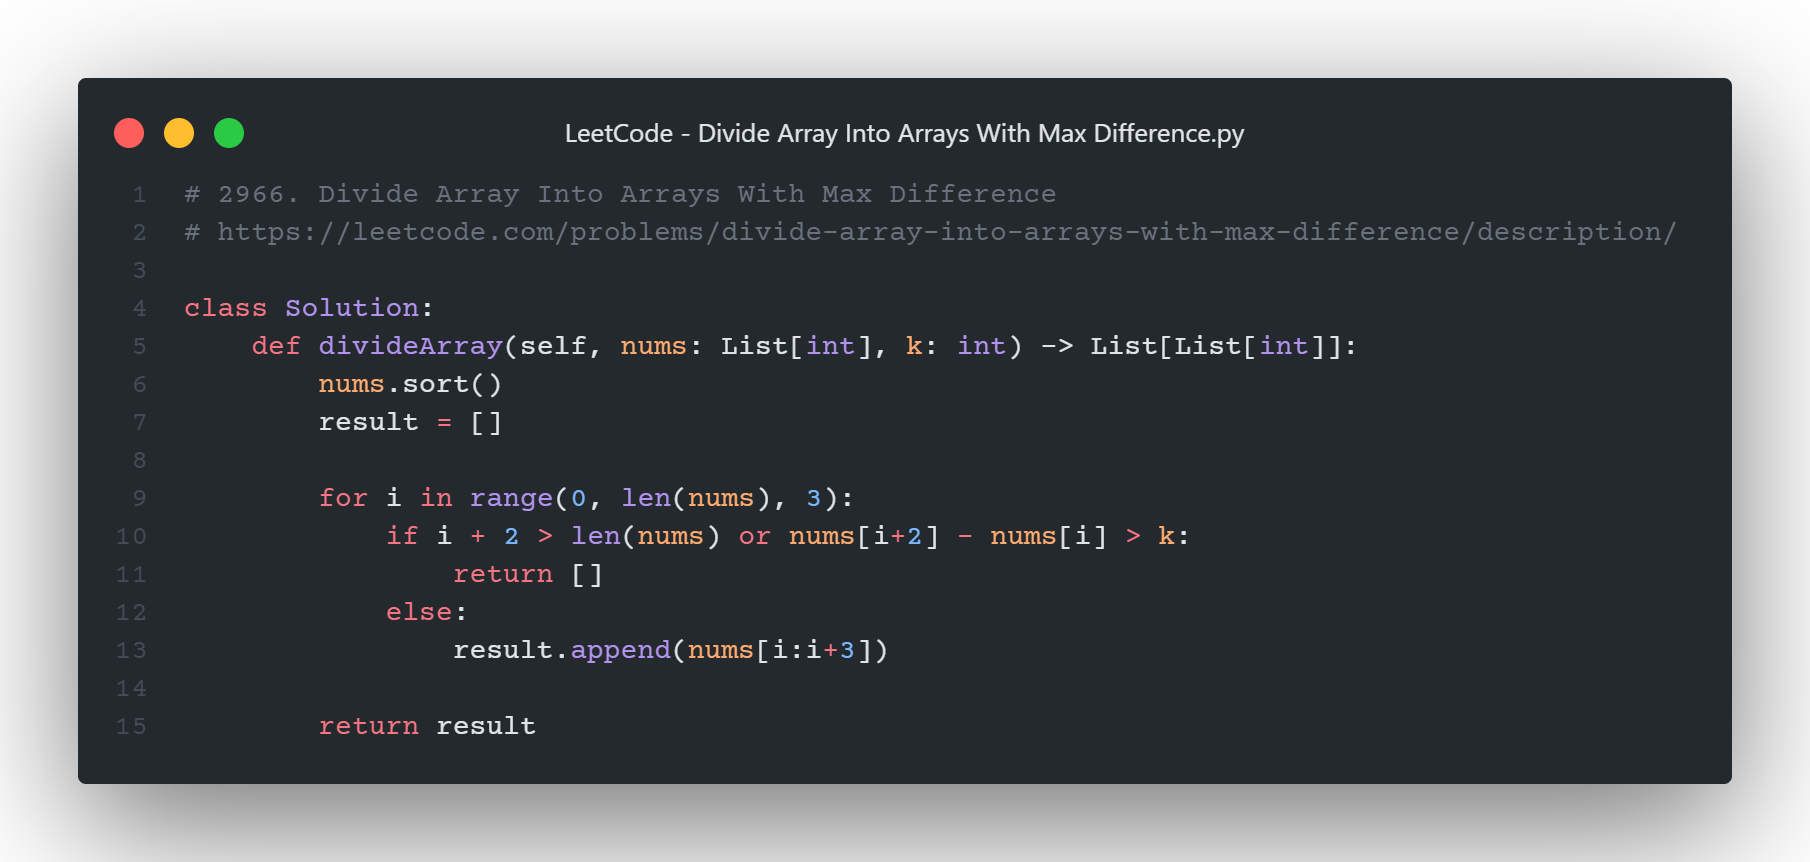 LeetCode - Divide Array Into Arrays With Max Difference.py
1 # 2966. Divide Array Into Arrays With Max Difference
2 # https://leetcode.com/problems/divide-array-into-arrays-with-max-difference/description/
3
4 class Solution:
5     def divideArray(self, nums: List[int], k: int) -> List[List[int]]:
6         nums.sort()
7         result = []
8
9         for i in range(0, len(nums), 3):
10             if i + 2 > len(nums) or nums[i+2] - nums[i] > k:
11                 return []
12             else:
13                 result.append(nums[i:i+3])
14
15         return result